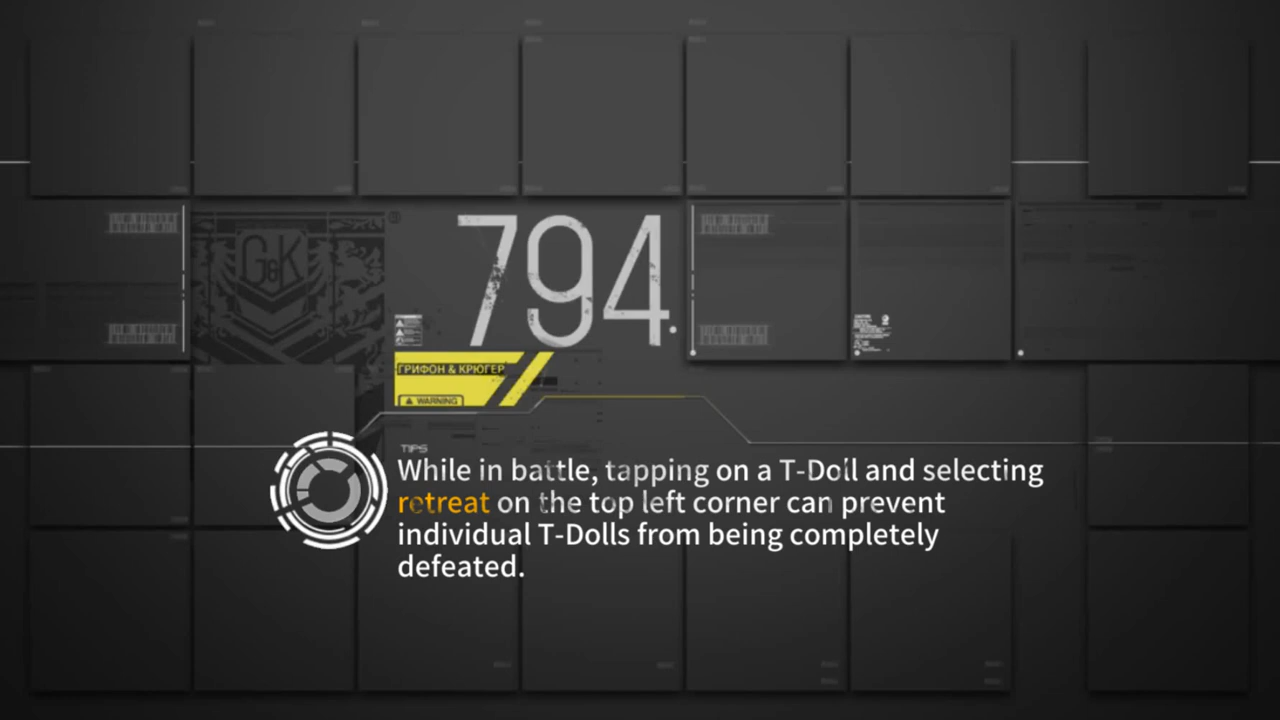 G&K
®
794.
ГРИФОН & КРЮГЕР
WARNING
TIPS
While in battle, tapping on a T-Doll and selecting
retreat on the top left corner can prevent
individual T-Dolls from being completely
defeated.